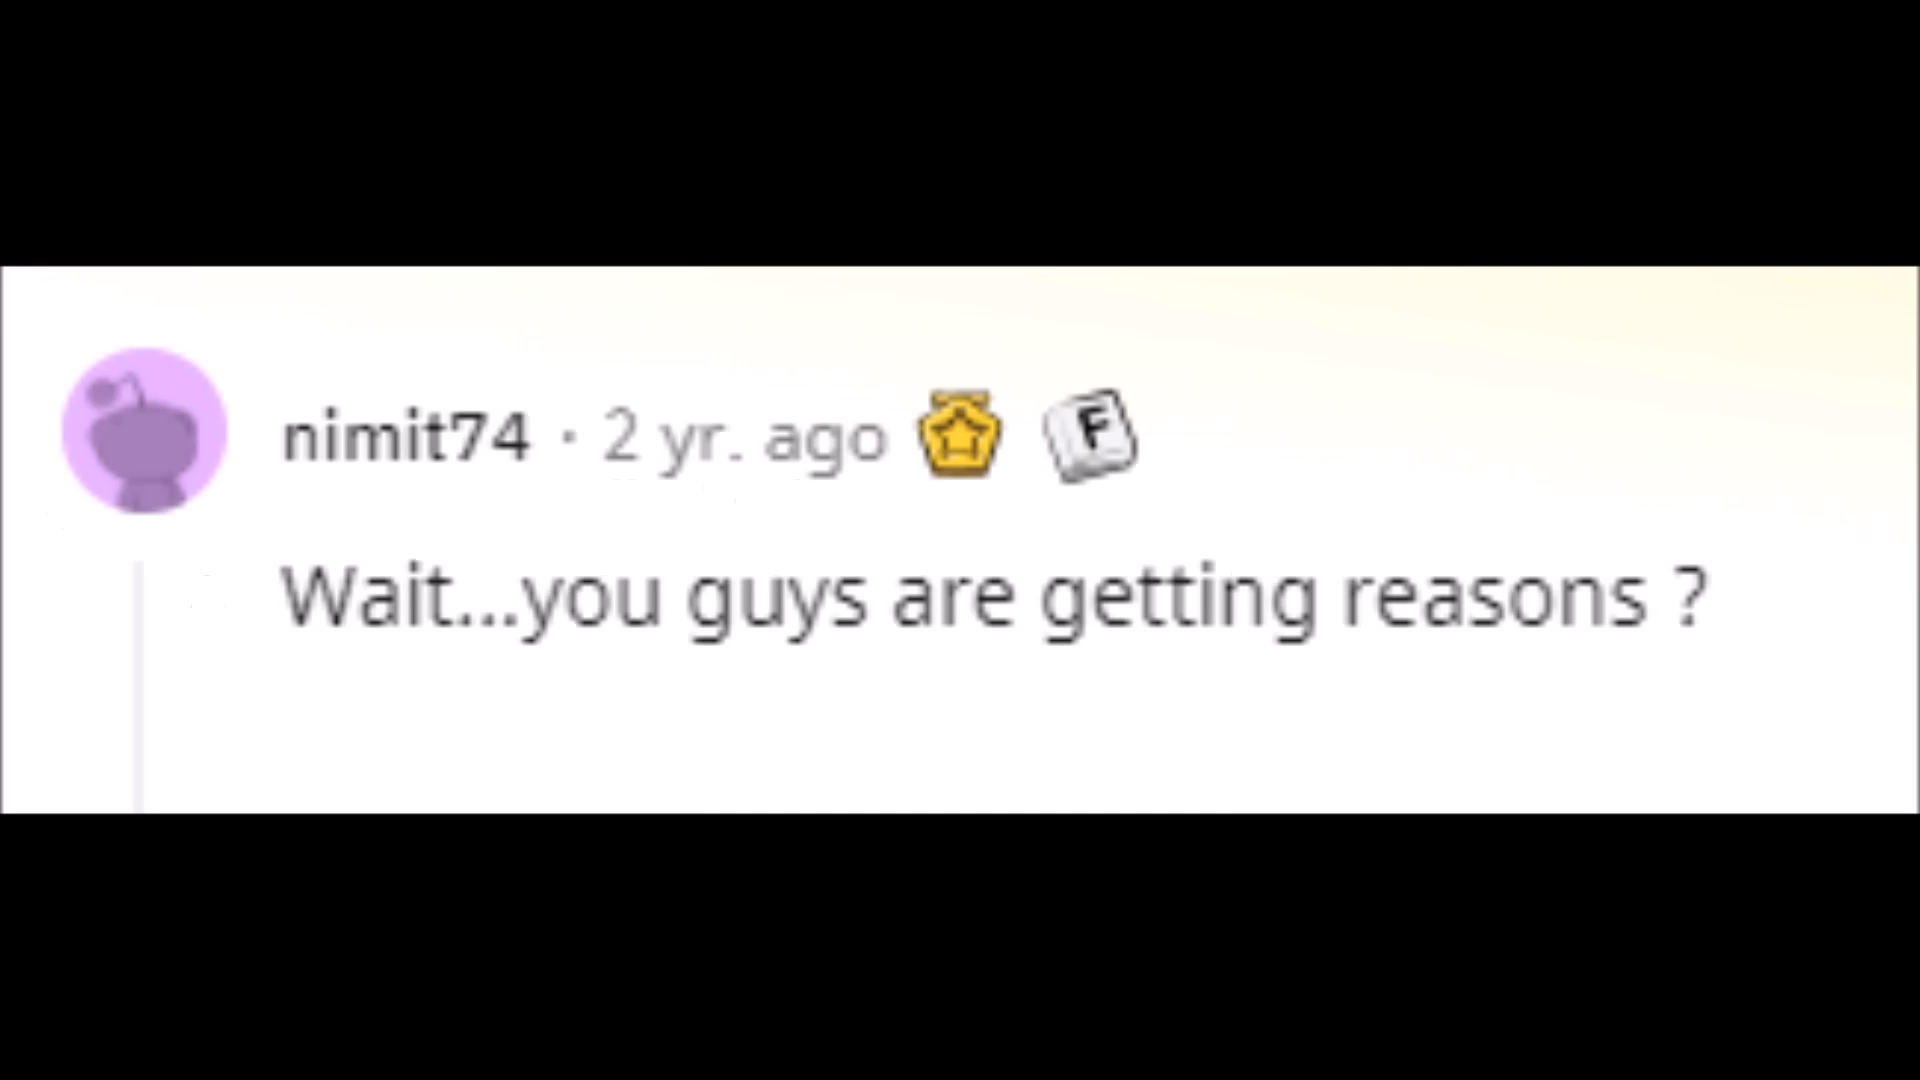 nimit74 · 2 yr. ago F
Wait...you guys are getting reasons ?